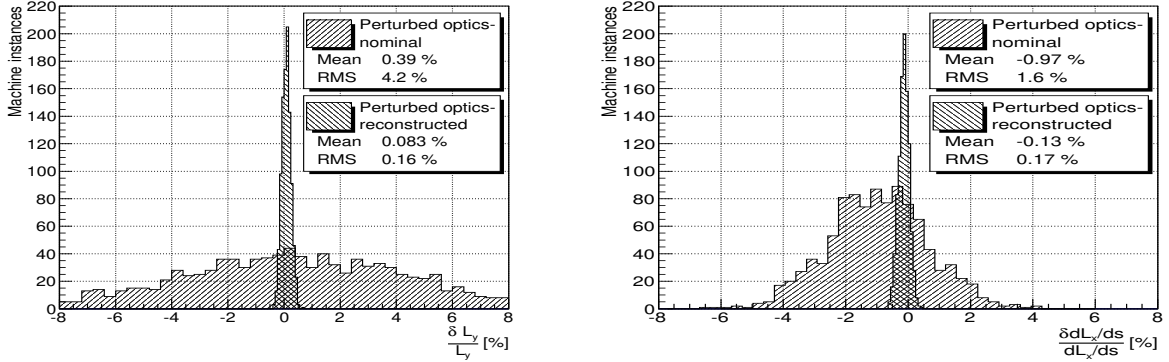 Machine instances
220
200
180
160
140
120
100
80
60
40
20
0
-8 -6 -4 -2 0 2 4 6 8
Perturbed optics-
nominal
Mean 0.39 %
RMS 4.2 %
Perturbed optics-
reconstructed
Mean 0.083 %
RMS 0.16 %
δ L_y
L_y [%]
Machine instances
220
200
180
160
140
120
100
80
60
40
20
0
-8 -6 -4 -2 0 2 4 6 8
Perturbed optics-
nominal
Mean -0.97 %
RMS 1.6 %
Perturbed optics-
reconstructed
Mean -0.13 %
RMS 0.17 %
δdL_x/ds
dL_x/ds [%]